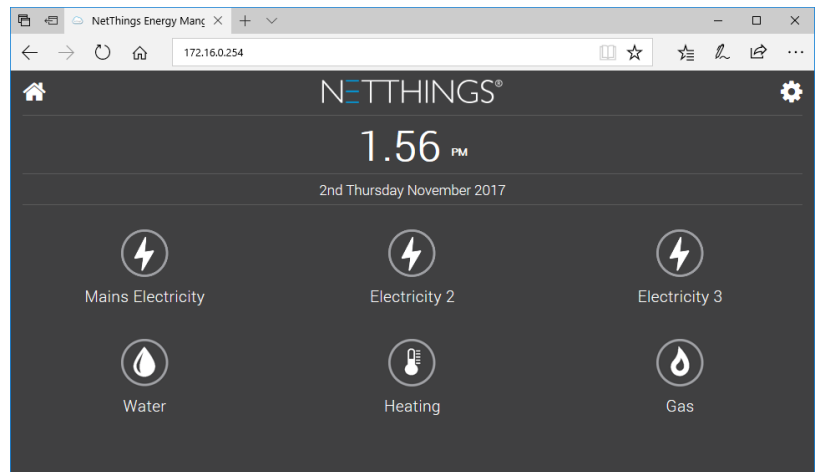 NetThings Energy Manç
172.16.0.254
NETTHINGS®
1.56 PM
2nd Thursday November 2017
Mains Electricity Electricity 2 Electricity 3
Water Heating Gas